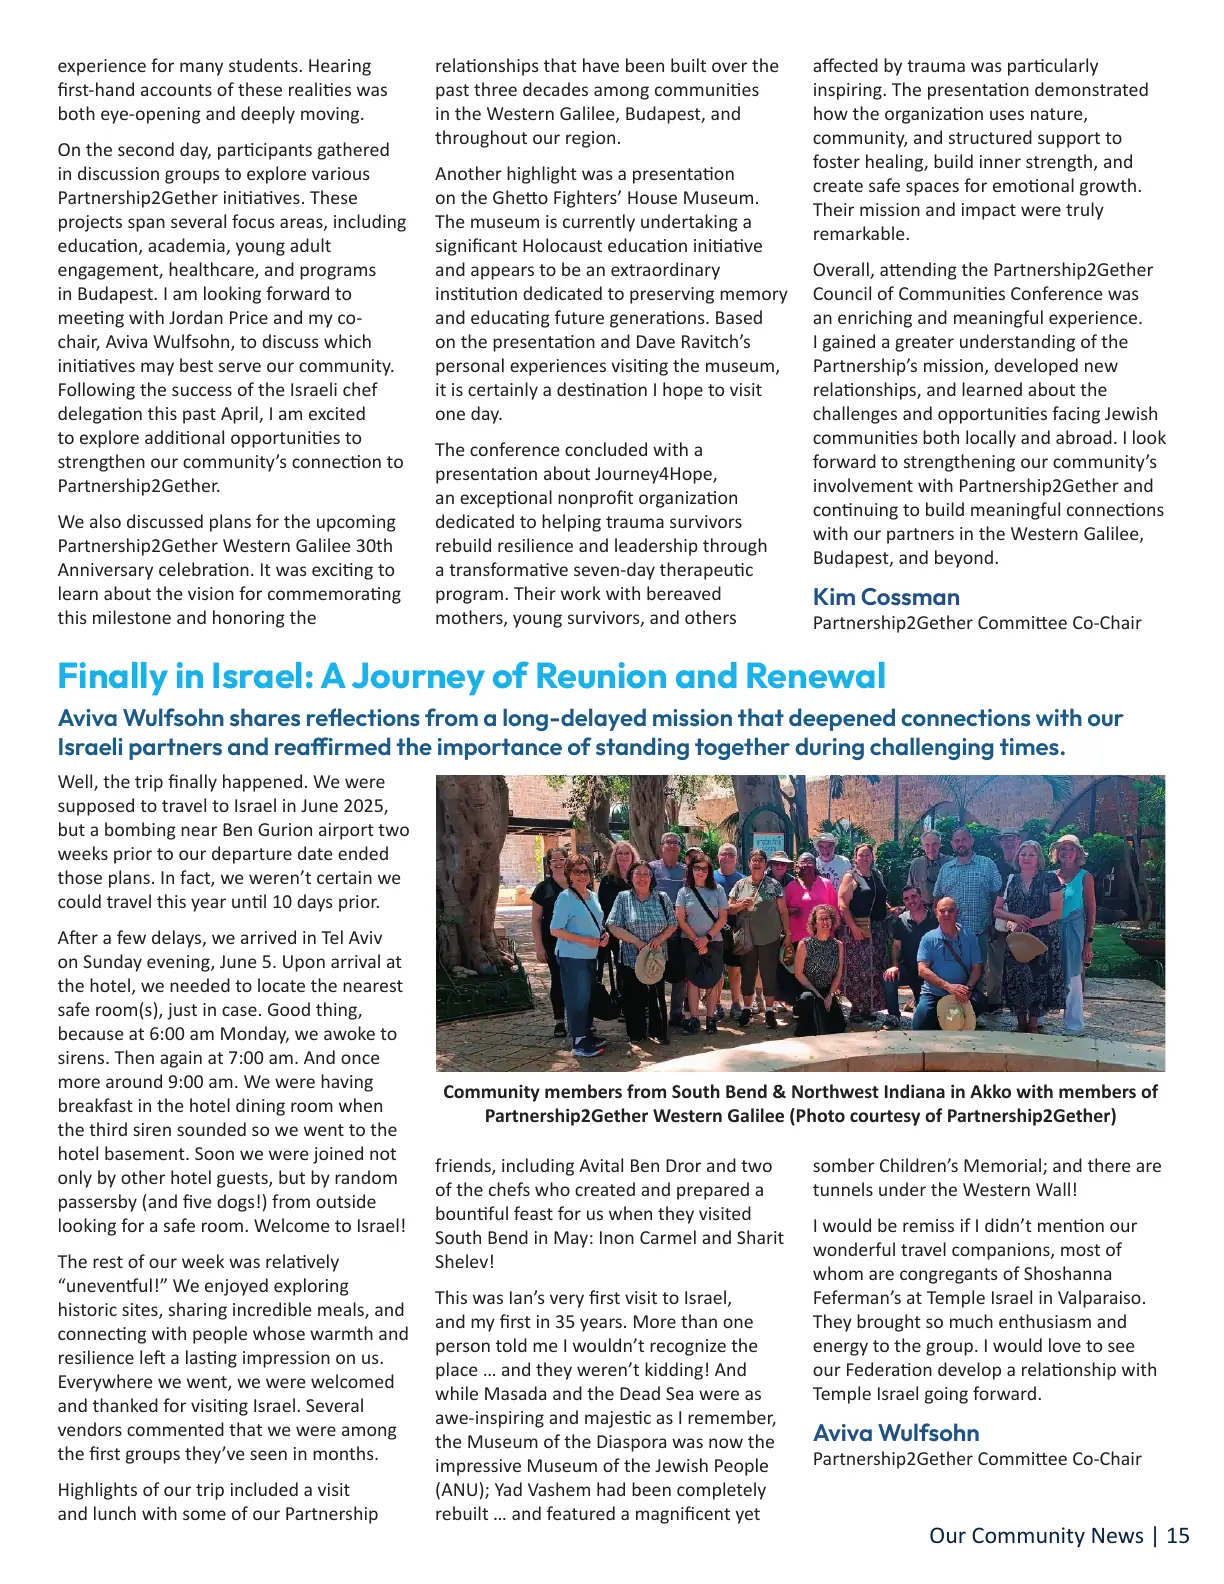 experience for many students. Hearing
first-hand accounts of these realities was
both eye-opening and deeply moving.
On the second day, participants gathered
in discussion groups to explore various
Partnership2Gether initiatives. These
projects span several focus areas, including
education, academia, young adult
engagement, healthcare, and programs
in Budapest. I am looking forward to
meeting with Jordan Price and my co-
chair, Aviva Wulfsohn, to discuss which
initiatives may best serve our community.
Following the success of the Israeli chef
delegation this past April, I am excited
to explore additional opportunities to
strengthen our community’s connection to
Partnership2Gether.
We also discussed plans for the upcoming
Partnership2Gether Western Galilee 30th
Anniversary celebration. It was exciting to
learn about the vision for commemorating
this milestone and honoring the
relationships that have been built over the
past three decades among communities
in the Western Galilee, Budapest, and
throughout our region.
Another highlight was a presentation
on the Ghetto Fighters’ House Museum.
The museum is currently undertaking a
significant Holocaust education initiative
and appears to be an extraordinary
institution dedicated to preserving memory
and educating future generations. Based
on the presentation and Dave Ravitch’s
personal experiences visiting the museum,
it is certainly a destination I hope to visit
one day.
The conference concluded with a
presentation about Journey4Hope,
an exceptional nonprofit organization
dedicated to helping trauma survivors
rebuild resilience and leadership through
a transformative seven-day therapeutic
program. Their work with bereaved
mothers, young survivors, and others
affected by trauma was particularly
inspiring. The presentation demonstrated
how the organization uses nature,
community, and structured support to
foster healing, build inner strength, and
create safe spaces for emotional growth.
Their mission and impact were truly
remarkable.
Overall, attending the Partnership2Gether
Council of Communities Conference was
an enriching and meaningful experience.
I gained a greater understanding of the
Partnership’s mission, developed new
relationships, and learned about the
challenges and opportunities facing Jewish
communities both locally and abroad. I look
forward to strengthening our community’s
involvement with Partnership2Gether and
continuing to build meaningful connections
with our partners in the Western Galilee,
Budapest, and beyond.
Kim Cossman
Partnership2Gether Committee Co-Chair
Finally in Israel: A Journey of Reunion and Renewal
Aviva Wulfsohn shares reflections from a long-delayed mission that deepened connections with our
Israeli partners and reaffirmed the importance of standing together during challenging times.
Well, the trip finally happened. We were
supposed to travel to Israel in June 2025,
but a bombing near Ben Gurion airport two
weeks prior to our departure date ended
those plans. In fact, we weren’t certain we
could travel this year until 10 days prior.
After a few delays, we arrived in Tel Aviv
on Sunday evening, June 5. Upon arrival at
the hotel, we needed to locate the nearest
safe room(s), just in case. Good thing,
because at 6:00 am Monday, we awoke to
sirens. Then again at 7:00 am. And once
more around 9:00 am. We were having
breakfast in the hotel dining room when
the third siren sounded so we went to the
hotel basement. Soon we were joined not
only by other hotel guests, but by random
passersby (and five dogs!) from outside
looking for a safe room. Welcome to Israel!
The rest of our week was relatively
“uneventful!” We enjoyed exploring
historic sites, sharing incredible meals, and
connecting with people whose warmth and
resilience left a lasting impression on us.
Everywhere we went, we were welcomed
and thanked for visiting Israel. Several
vendors commented that we were among
the first groups they’ve seen in months.
Highlights of our trip included a visit
and lunch with some of our Partnership
Community members from South Bend & Northwest Indiana in Akko with members of
Partnership2Gether Western Galilee (Photo courtesy of Partnership2Gether)
friends, including Avital Ben Dror and two
of the chefs who created and prepared a
bountiful feast for us when they visited
South Bend in May: Inon Carmel and Sharit
Shelev!
This was Ian’s very first visit to Israel,
and my first in 35 years. More than one
person told me I wouldn’t recognize the
place … and they weren’t kidding! And
while Masada and the Dead Sea were as
awe-inspiring and majestic as I remember,
the Museum of the Diaspora was now the
impressive Museum of the Jewish People
(ANU); Yad Vashem had been completely
rebuilt … and featured a magnificent yet
somber Children’s Memorial; and there are
tunnels under the Western Wall!
I would be remiss if I didn’t mention our
wonderful travel companions, most of
whom are congregants of Shoshanna
Feferman’s at Temple Israel in Valparaiso.
They brought so much enthusiasm and
energy to the group. I would love to see
our Federation develop a relationship with
Temple Israel going forward.
Aviva Wulfsohn
Partnership2Gether Committee Co-Chair
Our Community News | 15